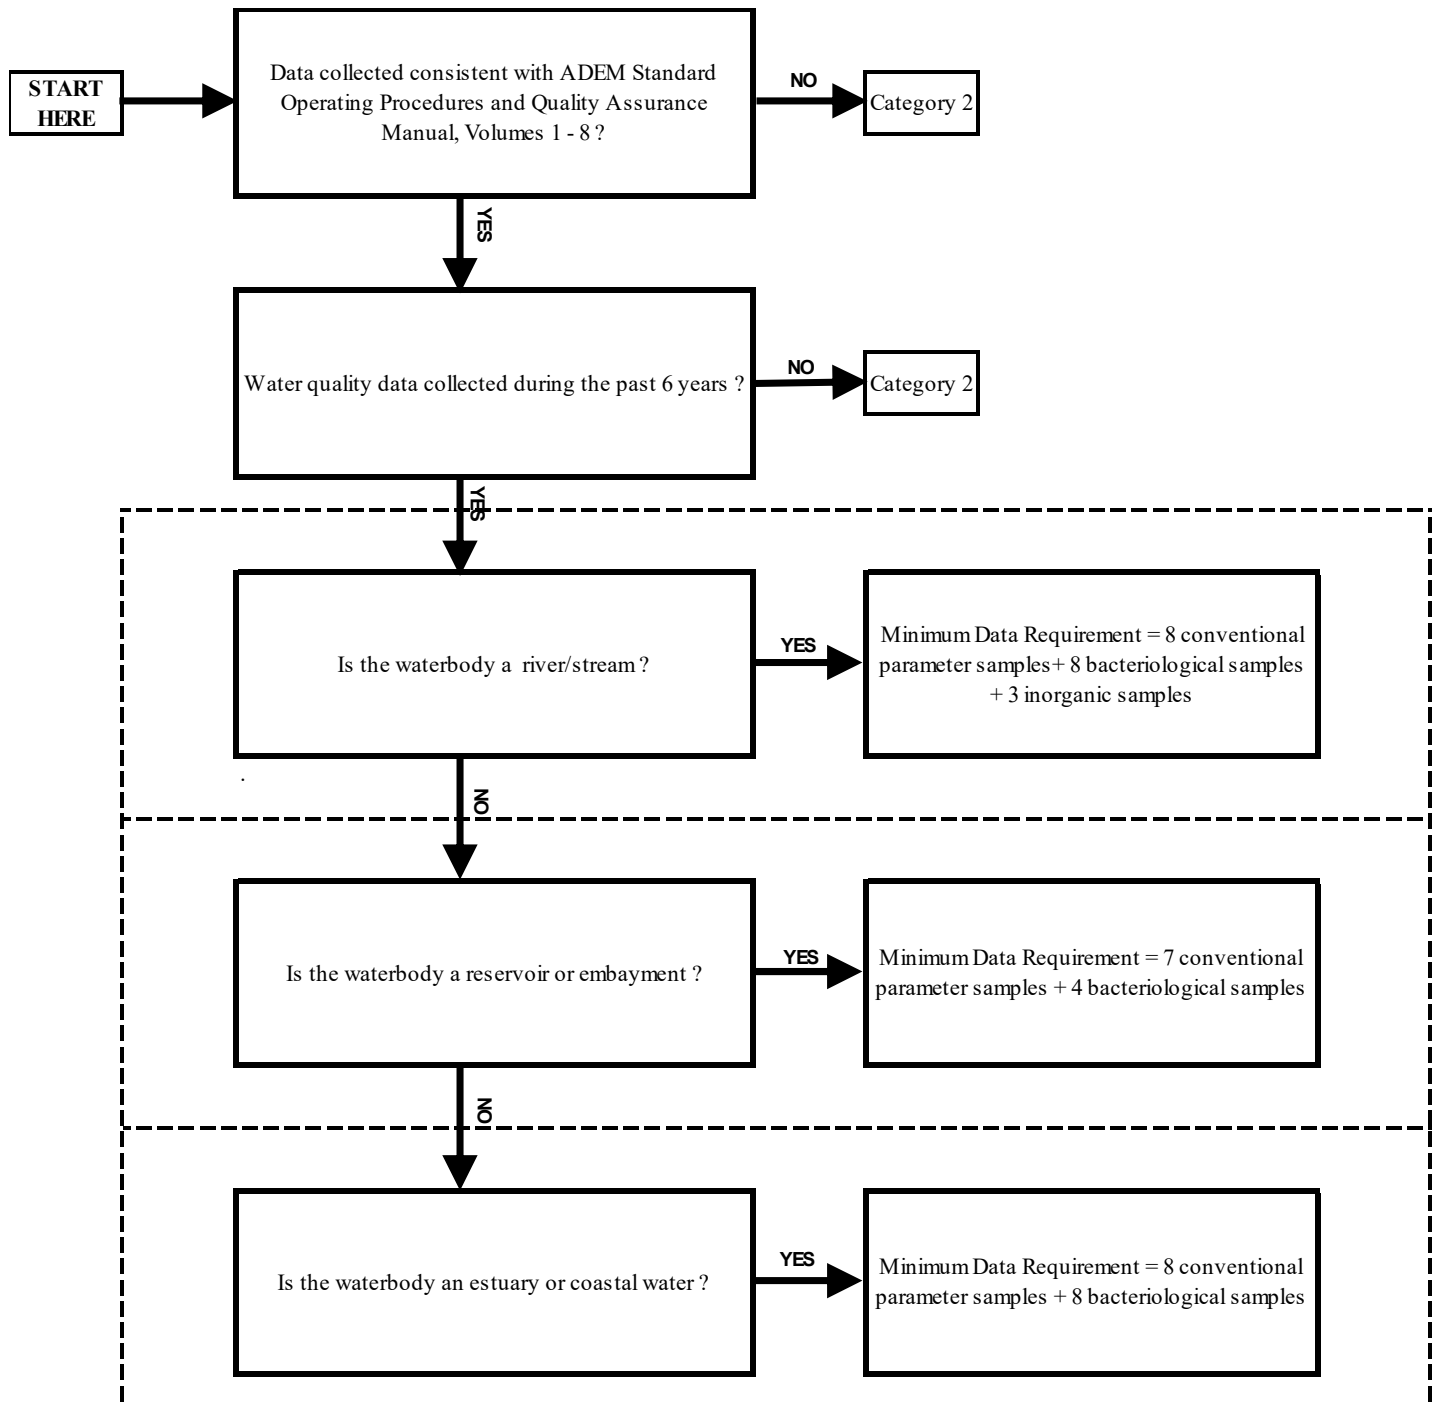 START
HERE
Data collected consistent with ADEM Standard
Operating Procedures and Quality Assurance
Manual, Volumes 1 - 8 ?
NO
Category 2
YES
Water quality data collected during the past 6 years ?
NO
Category 2
YES
Is the waterbody a river/stream ?
YES
Minimum Data Requirement = 8 conventional
parameter samples+ 8 bacteriological samples
+ 3 inorganic samples
.
NO
Is the waterbody a reservoir or embayment ?
YES
Minimum Data Requirement = 7 conventional
parameter samples + 4 bacteriological samples
NO
Is the waterbody an estuary or coastal water ?
YES
Minimum Data Requirement = 8 conventional
parameter samples + 8 bacteriological samples